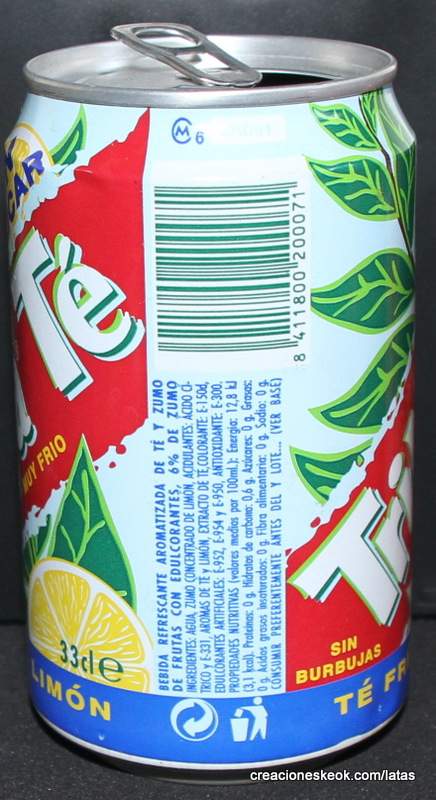 M 6
GAR
8 411800 200071
Té
MUY FRIO
BEBIDA REFRESCANTE AROMATIZADA DE TÉ Y ZUMO
DE FRUTAS CON EDULCORANTES, 6% DE ZUMO
INGREDIENTES: AGUA, ZUMO CONCENTRADO DE LIMÓN, ACIDULANTES: ÁCIDO CÍ-
TRICO y E-331, AROMAS DE TÉ y LIMÓN, EXTRACTO DE TÉ, COLORANTE: E-150d,
EDULCORANTES ARTIFICIALES: E-952, E-954 y E-950, ANTIOXIDANTE: E-300.
PROPIEDADES NUTRITIVAS (valores medios por 100ml.): Energía: 12,8 kJ
(3,1 kcal). Proteínas: 0 g. Hidratos de carbono: 0,6 g. Azúcares: 0 g. Grasas:
0 g. Acidos grasos insaturados: 0 g. Fibra alimentaria: 0 g. Sodio: 0 g.
CONSUMIR PREFERENTEMENTE ANTES DEL Y LOTE... (VER BASE)
33cl e
LIMÓN
Tri
SIN
BURBUJAS
TÉ FR
creacioneskeok.com/latas